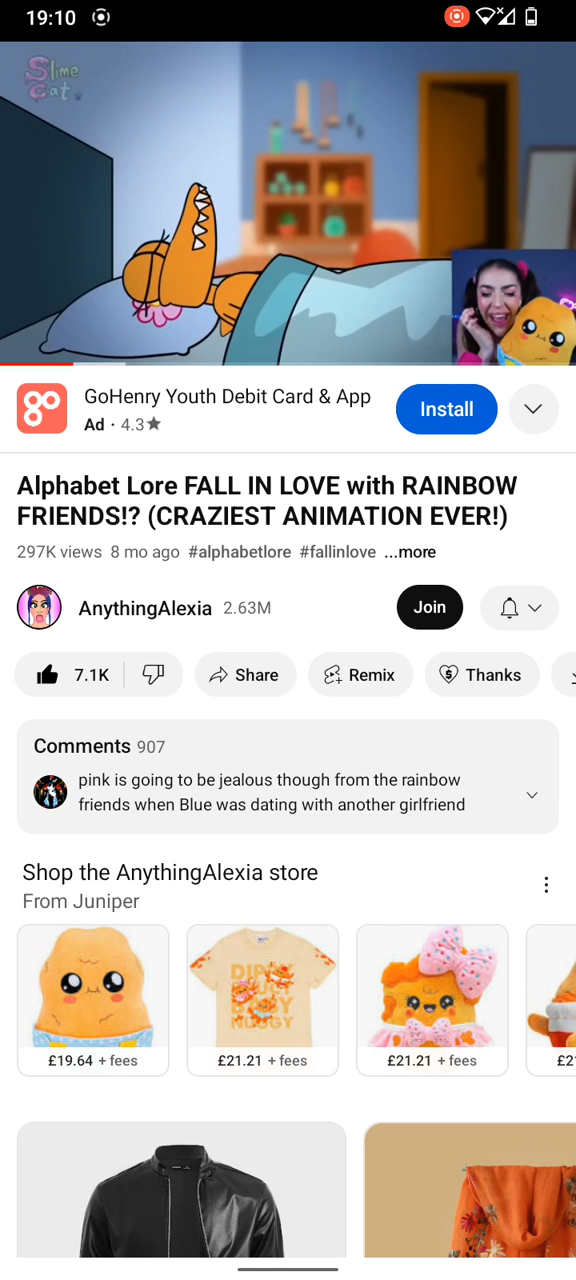 19:10
Slime
Cat
GoHenry Youth Debit Card & App
Ad · 4.3★
Install
Alphabet Lore FALL IN LOVE with RAINBOW
FRIENDS!? (CRAZIEST ANIMATION EVER!)
297K views 8 mo ago #alphabetlore #fallinlove ...more
AnythingAlexia 2.63M
Join
7.1K
Share
Remix
Thanks
Comments 907
pink is going to be jealous though from the rainbow
friends when Blue was dating with another girlfriend
Shop the AnythingAlexia store
From Juniper
£19.64 + fees
£21.21 + fees
£21.21 + fees